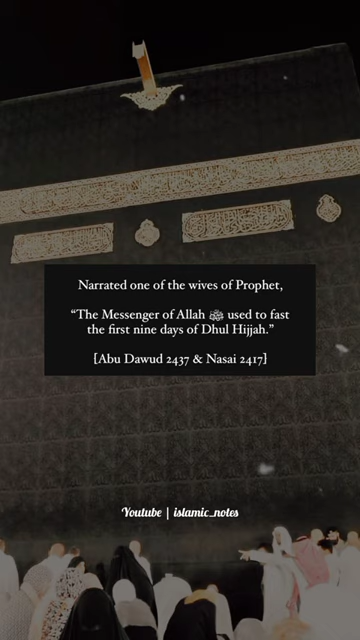 Narrated one of the wives of Prophet,
“The Messenger of Allah ﷺ used to fast
the first nine days of Dhul Hijjah.”
[Abu Dawud 2437 & Nasai 2417]
Youtube | islamic_notes